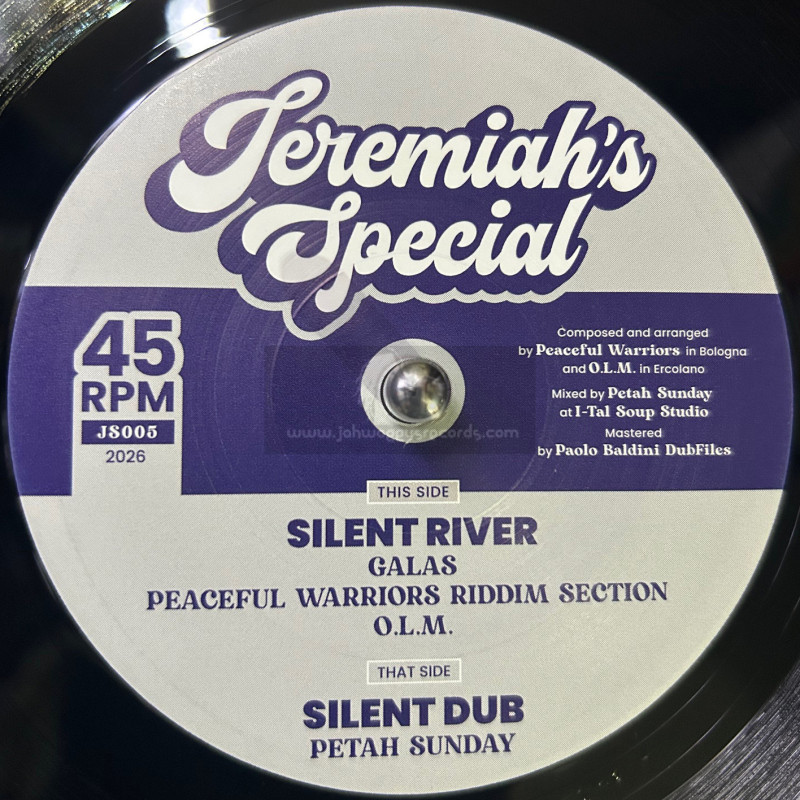 Jeremiah's
Special
45
RPM
JS005
2026
Composed and arranged
by Peaceful Warriors in Bologna
and O.L.M. in Ercolano
Mixed by Petah Sunday
at I-Tal Soup Studio
Mastered
by Paolo Baldini DubFiles
www.jahwaggysrecords.com
THIS SIDE
SILENT RIVER
GALAS
PEACEFUL WARRIORS RIDDIM SECTION
O.L.M.
THAT SIDE
SILENT DUB
PETAH SUNDAY